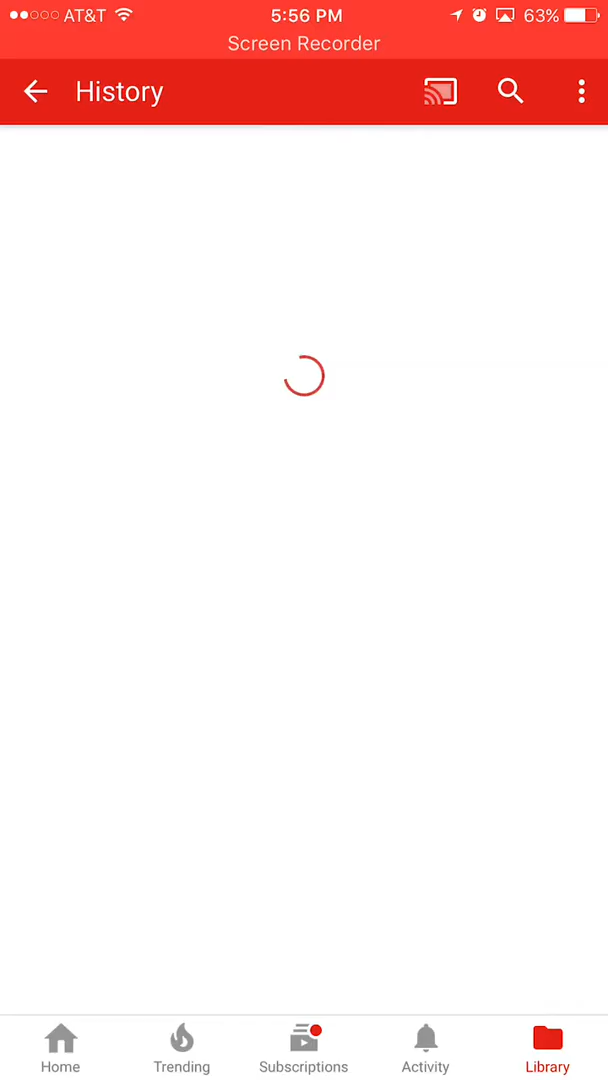 AT&T 5:56 PM 63%
Screen Recorder
History
Home Trending Subscriptions Activity Library